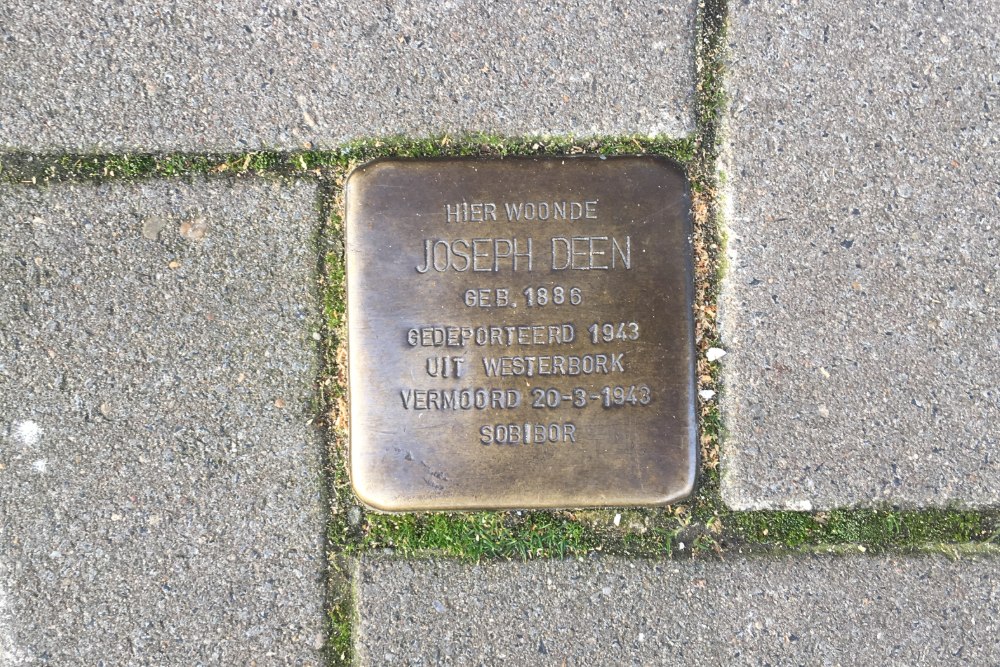 HIER WOONDE
JOSEPH DEEN
GEB. 1886
GEDEPORTEERD 1943
UIT WESTERBORK
VERMOORD 20-3-1943
SOBIBOR